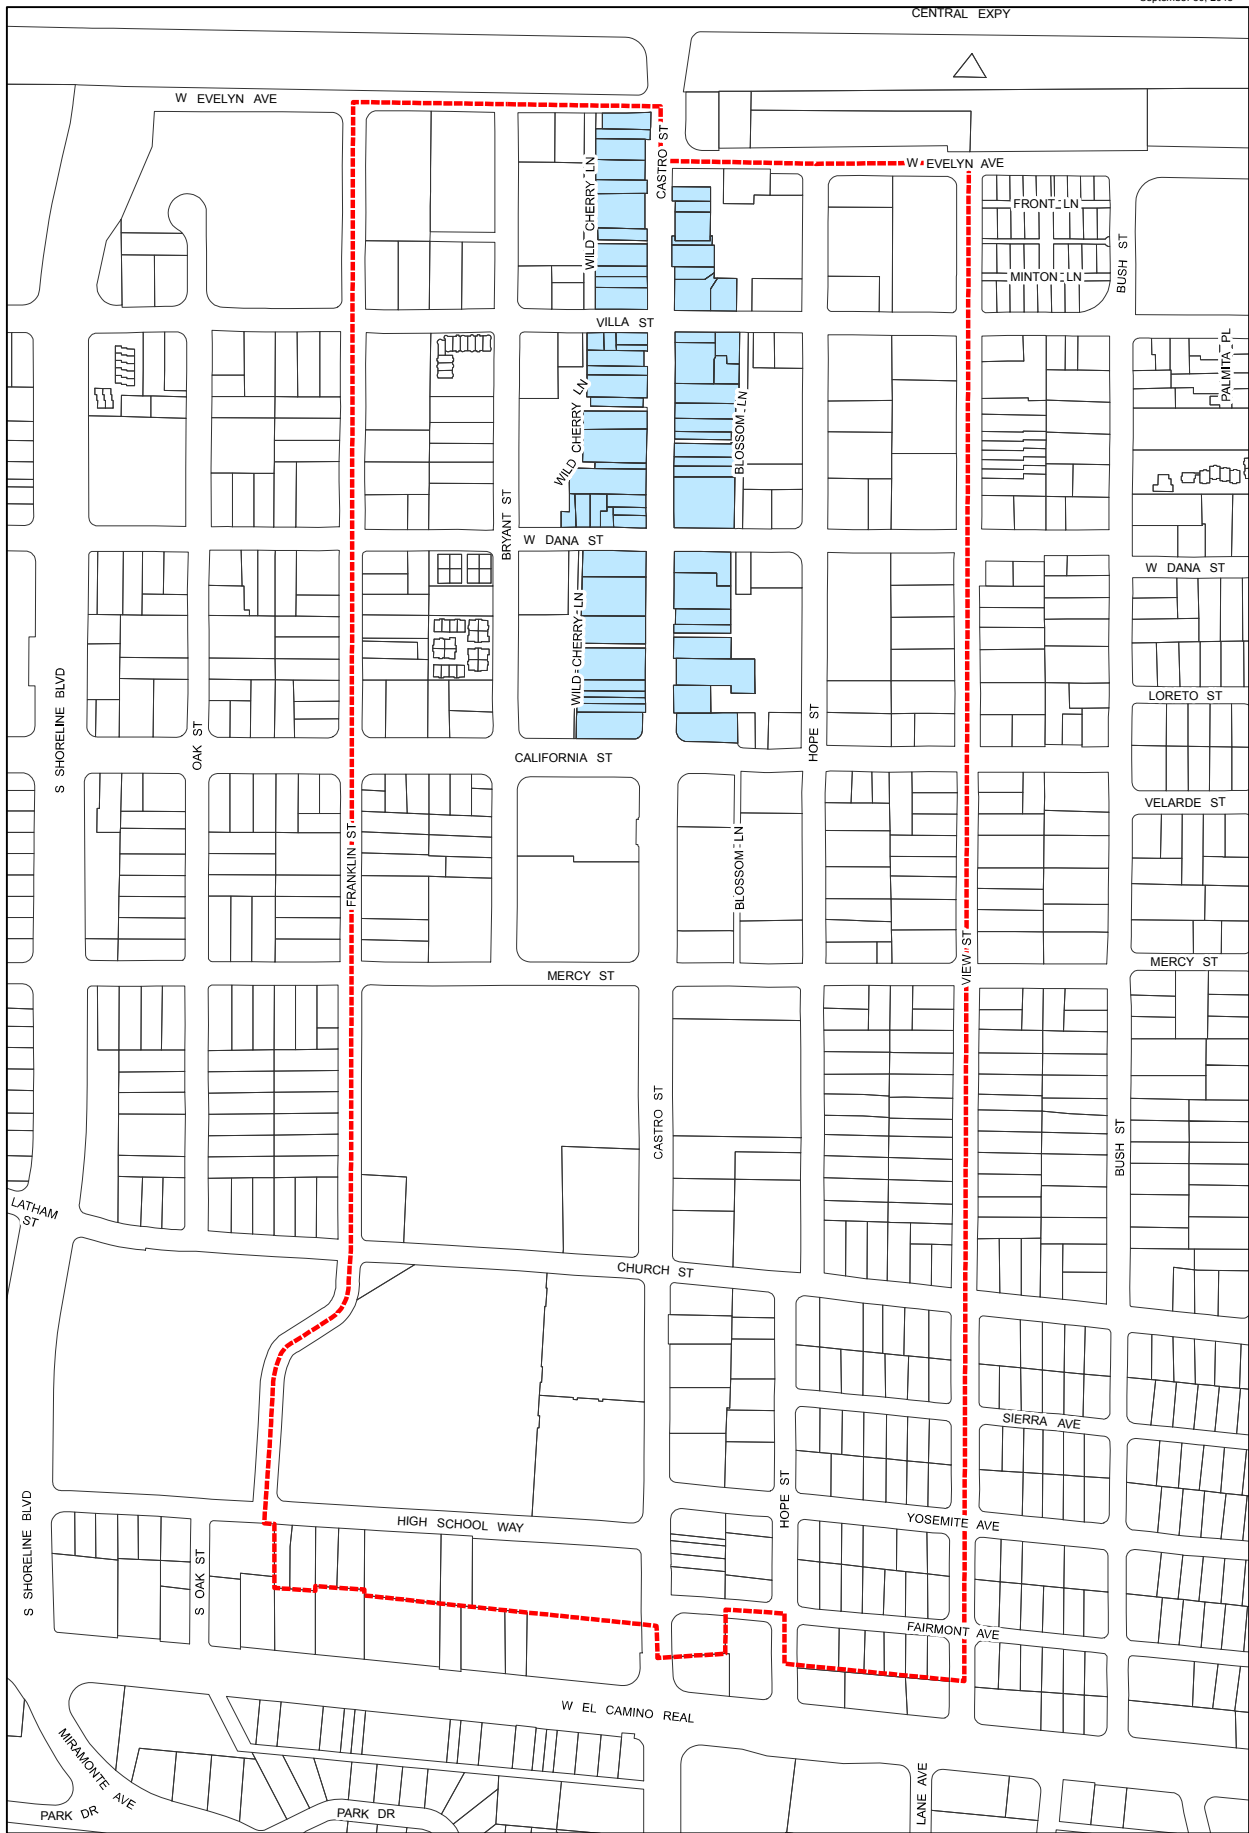 CENTRAL EXPY
W EVELYN AVE
CASTRO ST
W EVELYN AVE
WILD CHERRY LN
FRONT LN
BUSH ST
MINTON LN
VILLA ST
PALMITA PL
WILD CHERRY LN
BLOSSOM LN
BRYANT ST
W DANA ST
W DANA ST
WILD CHERRY LN
S SHORELINE BLVD
LORETO ST
OAK ST
HOPE ST
CALIFORNIA ST
VELARDE ST
FRANKLIN ST
BLOSSOM LN
VIEW ST
MERCY ST
MERCY ST
CASTRO ST
BUSH ST
LATHAM
ST
CHURCH ST
SIERRA AVE
HOPE ST
S SHORELINE BLVD
HIGH SCHOOL WAY
YOSEMITE AVE
S OAK ST
FAIRMONT AVE
W EL CAMINO REAL
MIRAMONTE AVE
LANE AVE
PARK DR
PARK DR